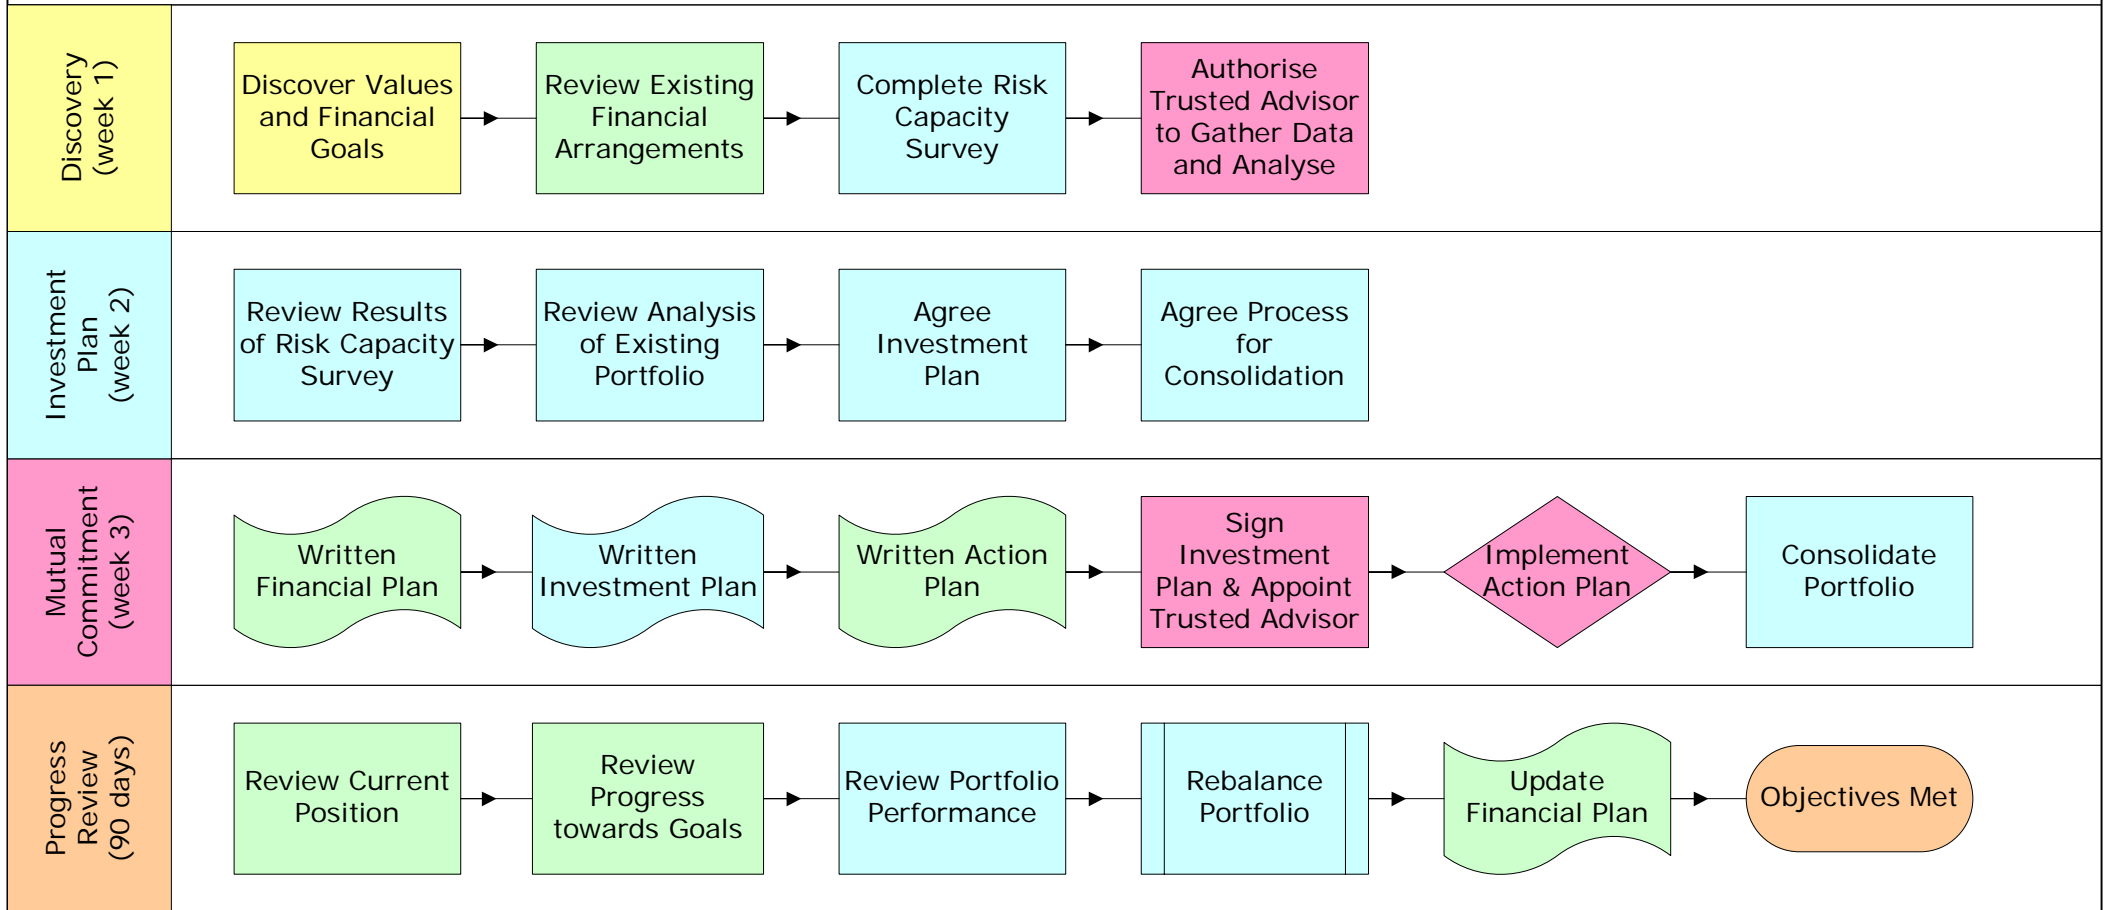 Discovery
(week 1)
Discover Values
and Financial
Goals
Review Existing
Financial
Arrangements
Complete Risk
Capacity
Survey
Authorise
Trusted Advisor
to Gather Data
and Analyse
Investment
Plan
(week 2)
Review Results
of Risk Capacity
Survey
Review Analysis
of Existing
Portfolio
Agree
Investment
Plan
Agree Process
for
Consolidation
Mutual
Commitment
(week 3)
Written
Financial Plan
Written
Investment Plan
Written Action
Plan
Sign
Investment
Plan & Appoint
Trusted Advisor
Implement
Action Plan
Consolidate
Portfolio
Progress
Review
(90 days)
Review Current
Position
Review
Progress
towards Goals
Review Portfolio
Performance
Rebalance
Portfolio
Update
Financial Plan
Objectives Met